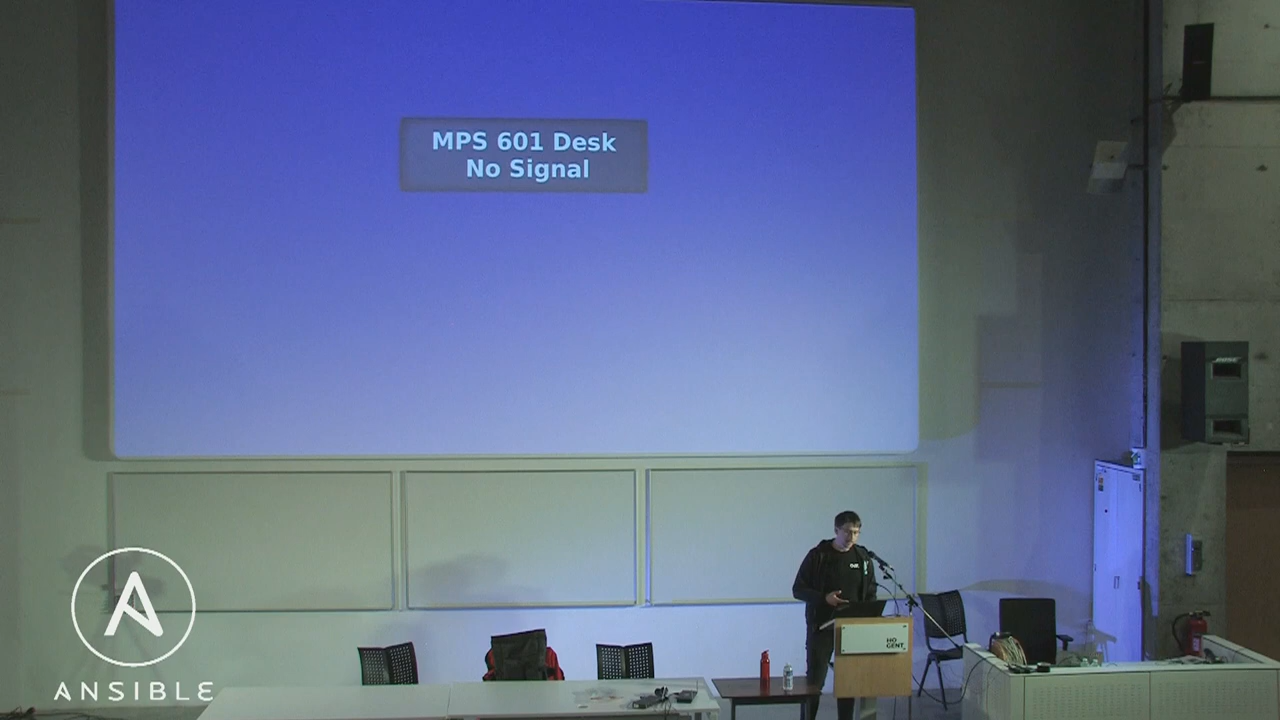 MPS 601 Desk
No Signal
HO
GENT
ANSIBLE